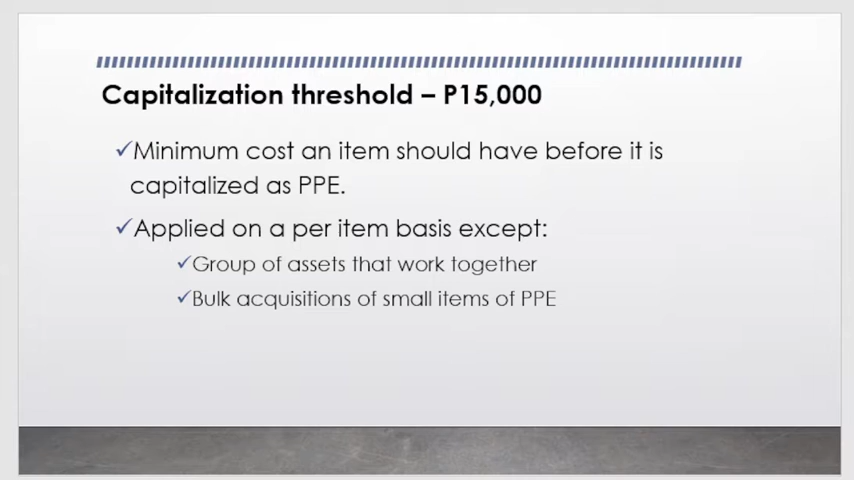 Capitalization threshold – P15,000
✓Minimum cost an item should have before it is
capitalized as PPE.
✓Applied on a per item basis except:
✓Group of assets that work together
✓Bulk acquisitions of small items of PPE